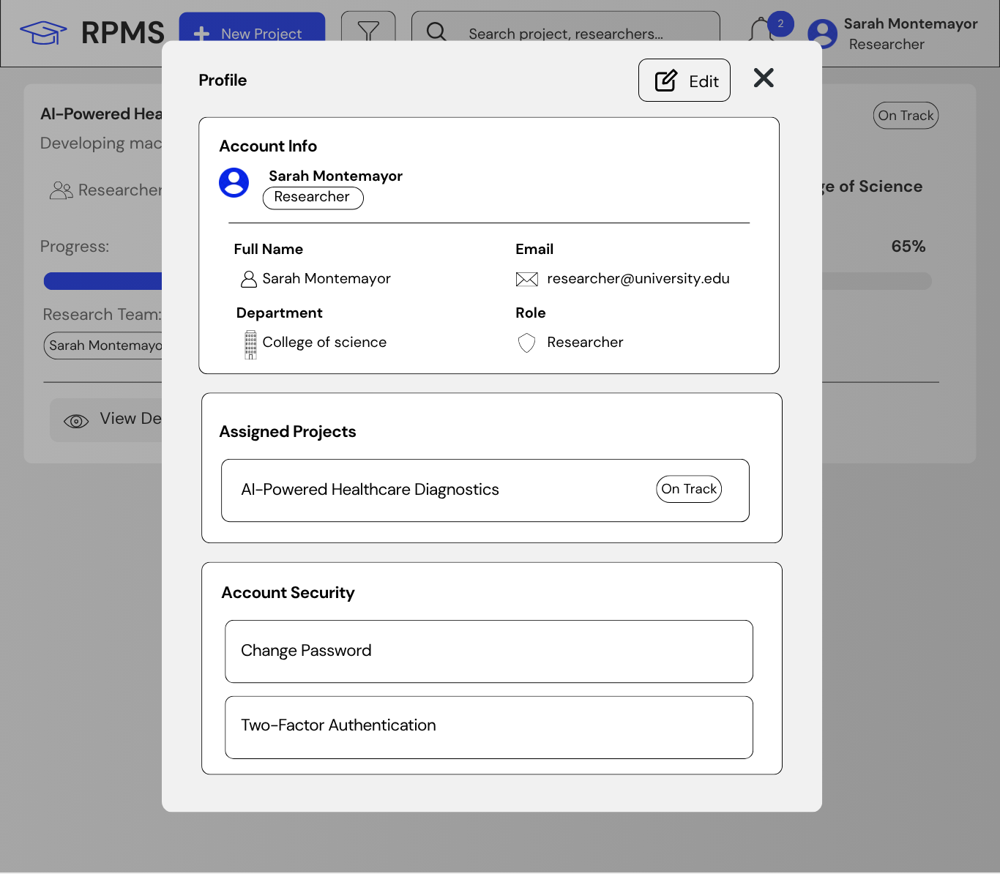 RPMS
New Project
Search project, researchers...
2
Sarah Montemayor
Researcher
Profile
Edit
AI-Powered Hea
On Track
Developing mac
Researcher
ge of Science
Progress:
65%
Research Team:
Sarah Montemayo
View De
Account Info
Sarah Montemayor
Researcher
Full Name
Email
Sarah Montemayor
researcher@university.edu
Department
Role
College of science
Researcher
Assigned Projects
AI-Powered Healthcare Diagnostics
On Track
Account Security
Change Password
Two-Factor Authentication